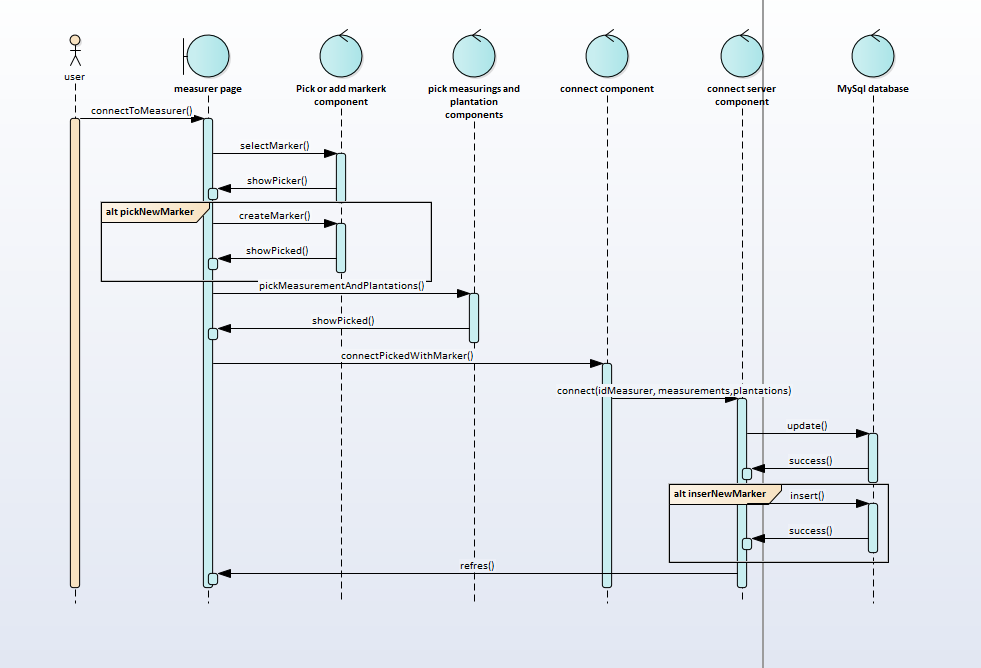 user
measurer page
Pick or add markerk
component
pick measurings and
plantation
components
connect component
connect server
component
MySql database
connectToMeasurer()
selectMarker()
showPicker()
alt pickNewMarker
createMarker()
showPicked()
pickMeasurementAndPlantations()
showPicked()
connectPickedWithMarker()
connect(idMeasurer, measurements,plantations)
update()
success()
alt inserNewMarker
insert()
success()
refres()